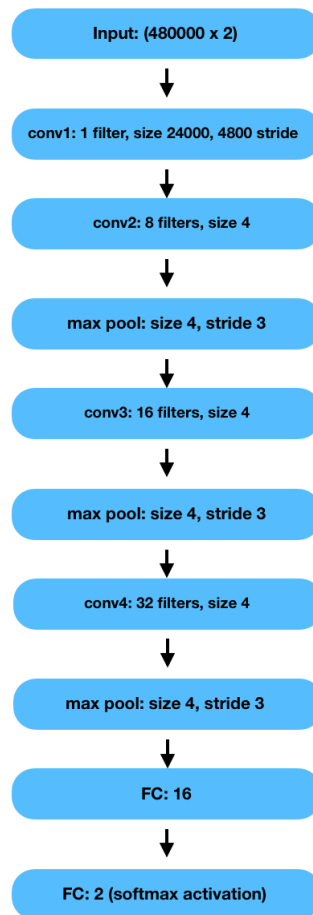 Input: (480000 x 2)
conv1: 1 filter, size 24000, 4800 stride
conv2: 8 filters, size 4
max pool: size 4, stride 3
conv3: 16 filters, size 4
max pool: size 4, stride 3
conv4: 32 filters, size 4
max pool: size 4, stride 3
FC: 16
FC: 2 (softmax activation)